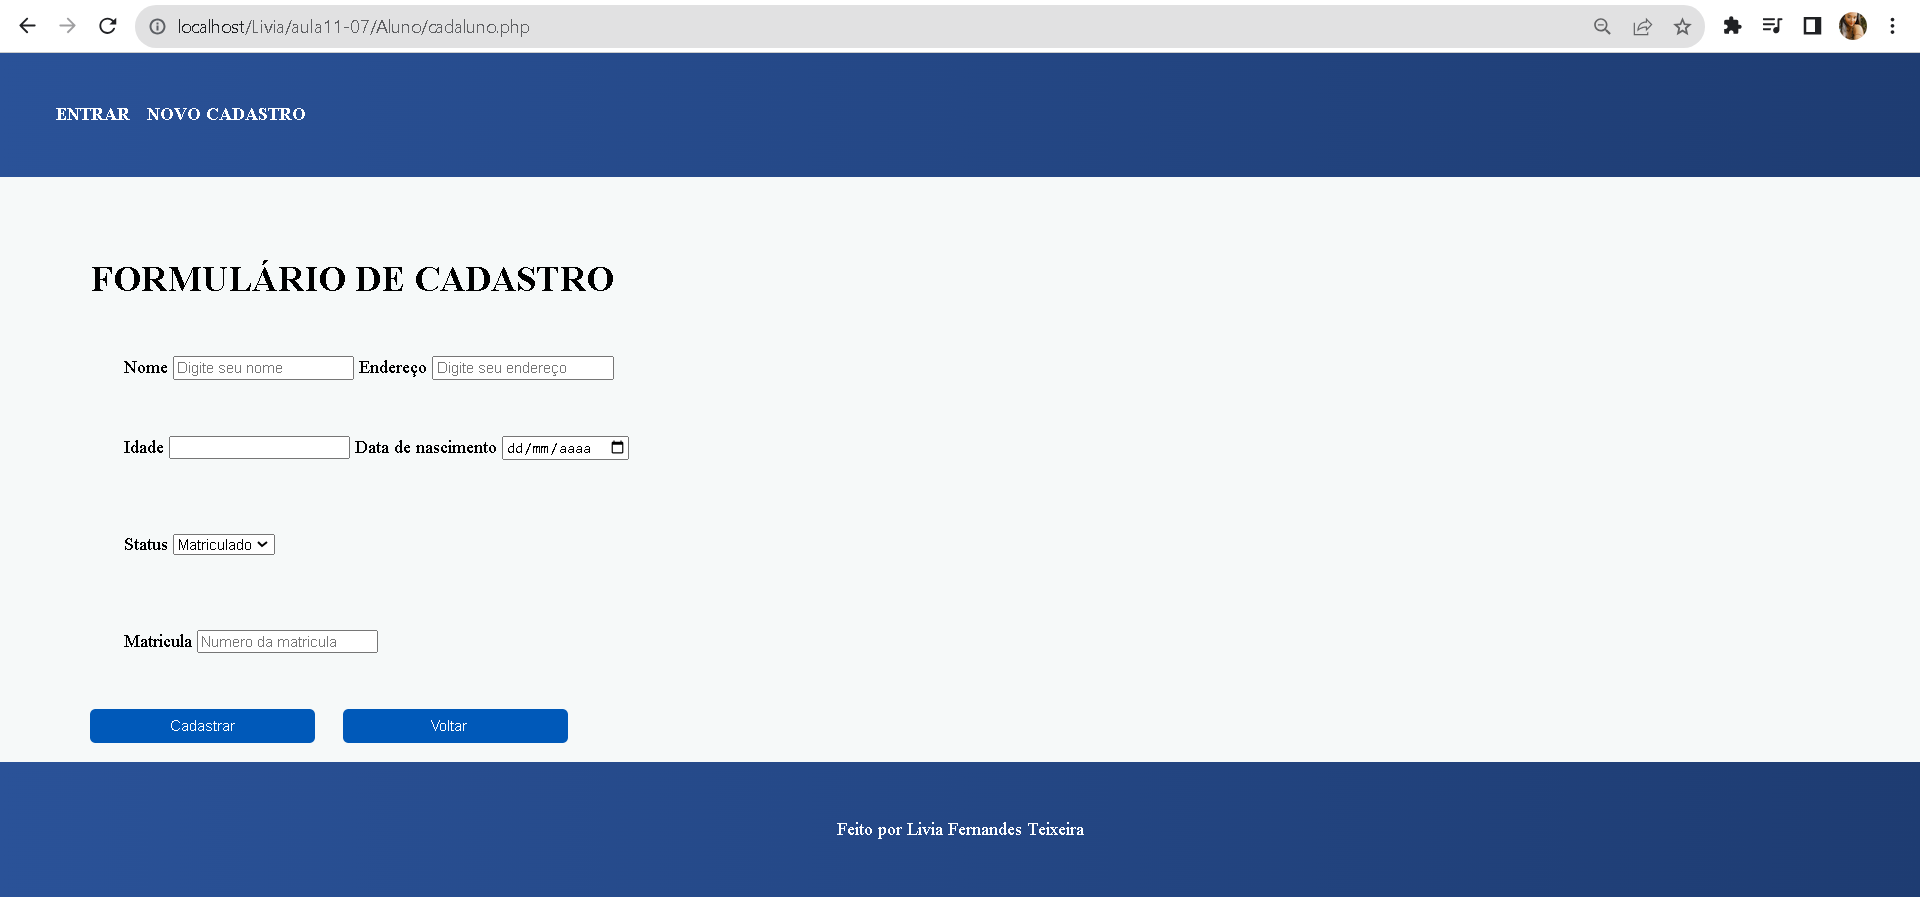 localhost/Livia/aula11-07/Aluno/cadaluno.php
ENTRAR NOVO CADASTRO
FORMULÁRIO DE CADASTRO
Nome Digite seu nome Endereço Digite seu endereço
Idade Data de nascimento dd/mm/aaaa
Status Matriculado
Matricula Numero da matricula
Cadastrar Voltar
Feito por Livia Fernandes Teixeira